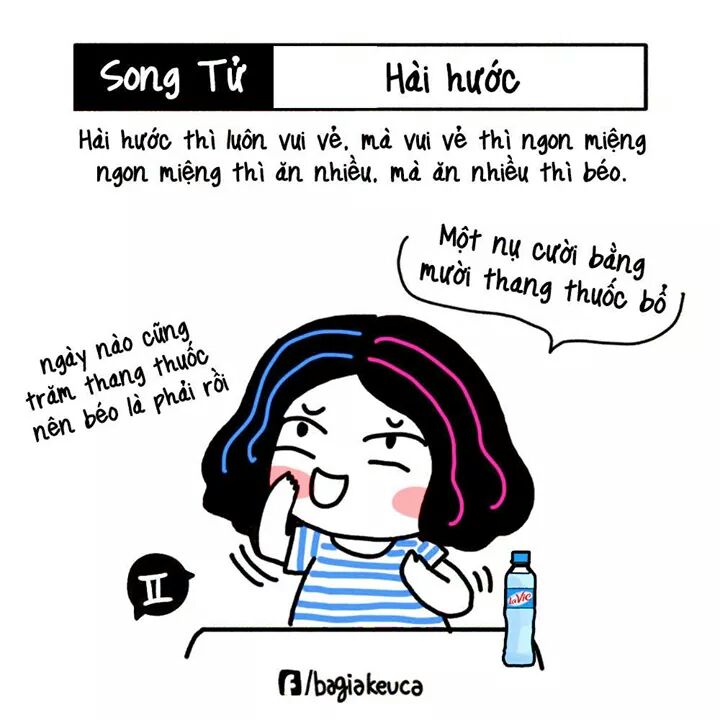 Song Tử
Hài hước
Hài hước thì luôn vui vẻ, mà vui vẻ thì ngon miệng
ngon miệng thì ăn nhiều, mà ăn nhiều thì béo.
Một nụ cười bằng
mười thang thuốc bổ
ngày nào cũng
trăm thang thuốc
nên béo là phải rồi
II
LaVie
f/bagiakeuca